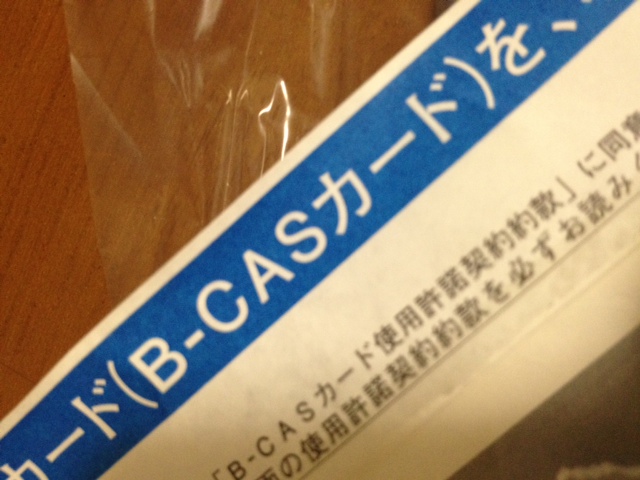 カード(B-CASカード)を、
「B-CASカード使用許諾契約約款」に同意
面の使用許諾契約約款を必ずお読み